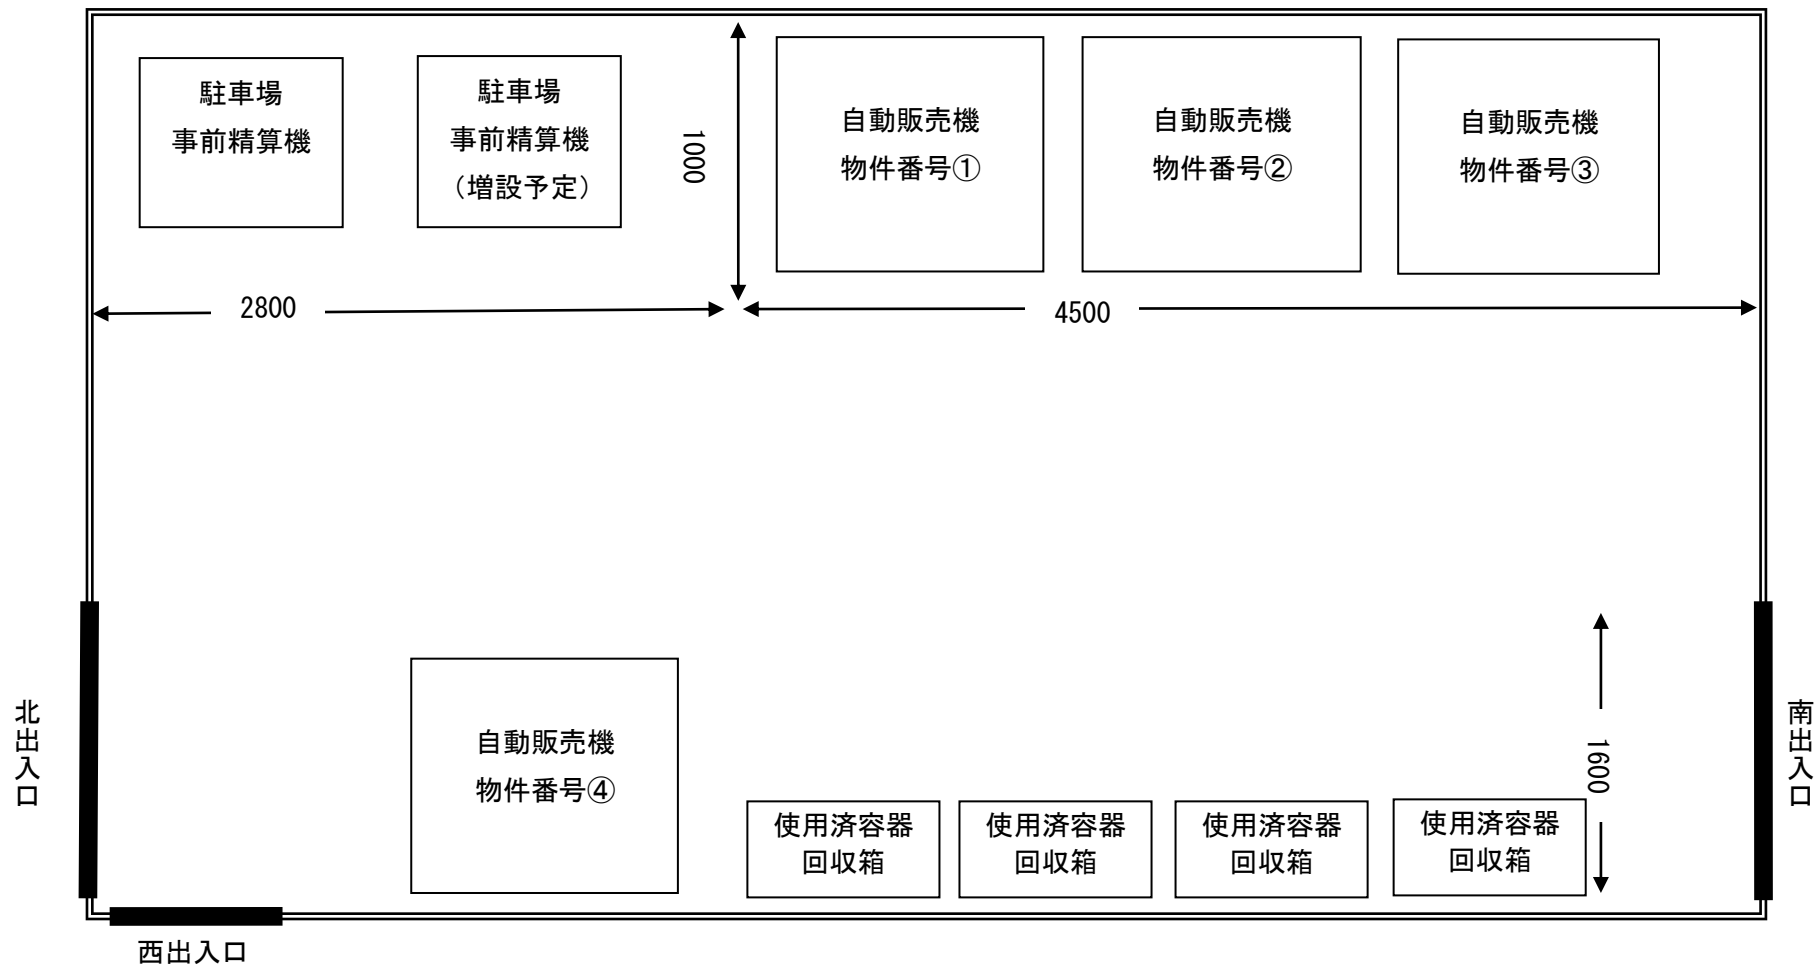 駐車場
事前精算機
駐車場
事前精算機
（増設予定）
1000
自動販売機
物件番号①
自動販売機
物件番号②
自動販売機
物件番号③
2800
4500
北出入口
自動販売機
物件番号④
使用済容器
回収箱
使用済容器
回収箱
使用済容器
回収箱
使用済容器
回収箱
1600
南出入口
西出入口